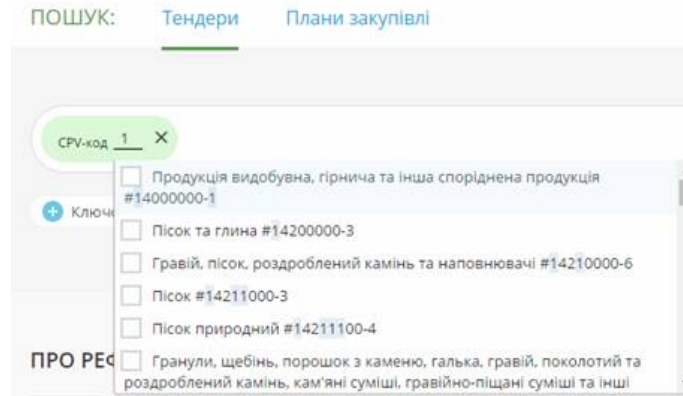 ПОШУК: Тендери Плани закупівлі
CPV-код 1 ×
Продукція видобувна, гірнича та інша споріднена продукція
#14000000-1
Ключо
Пісок та глина #14200000-3
Гравій, пісок, роздроблений камінь та наповнювачі #14210000-6
Пісок #14211000-3
Пісок природний #14211100-4
ПРО РЕФ
Гранули, щебінь, порошок з каменю, галька, гравій, поколотий та
роздроблений камінь, кам'яні суміші, гравійно-піщані суміші та інші